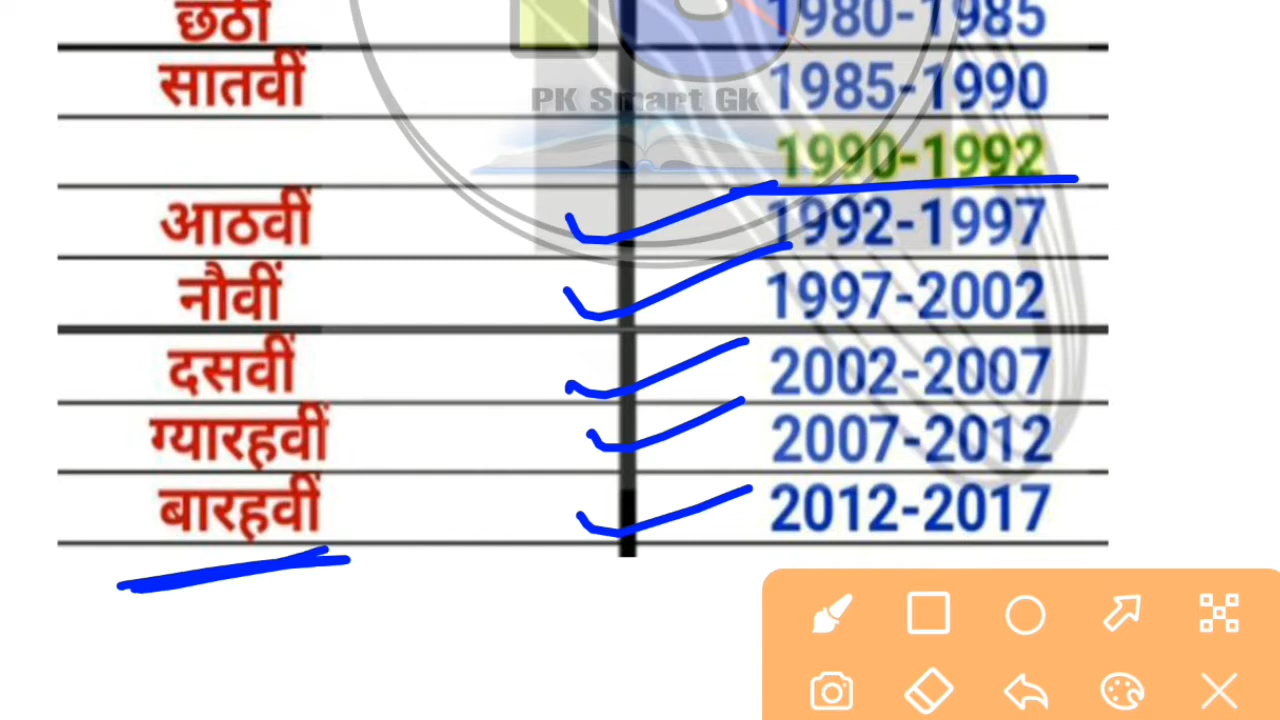 छठी 1980-1985
सातवीं 1985-1990
PK Smart Gk
1990-1992
आठवीं 1992-1997
नौवीं 1997-2002
दसवीं 2002-2007
ग्यारहवीं 2007-2012
बारहवीं 2012-2017